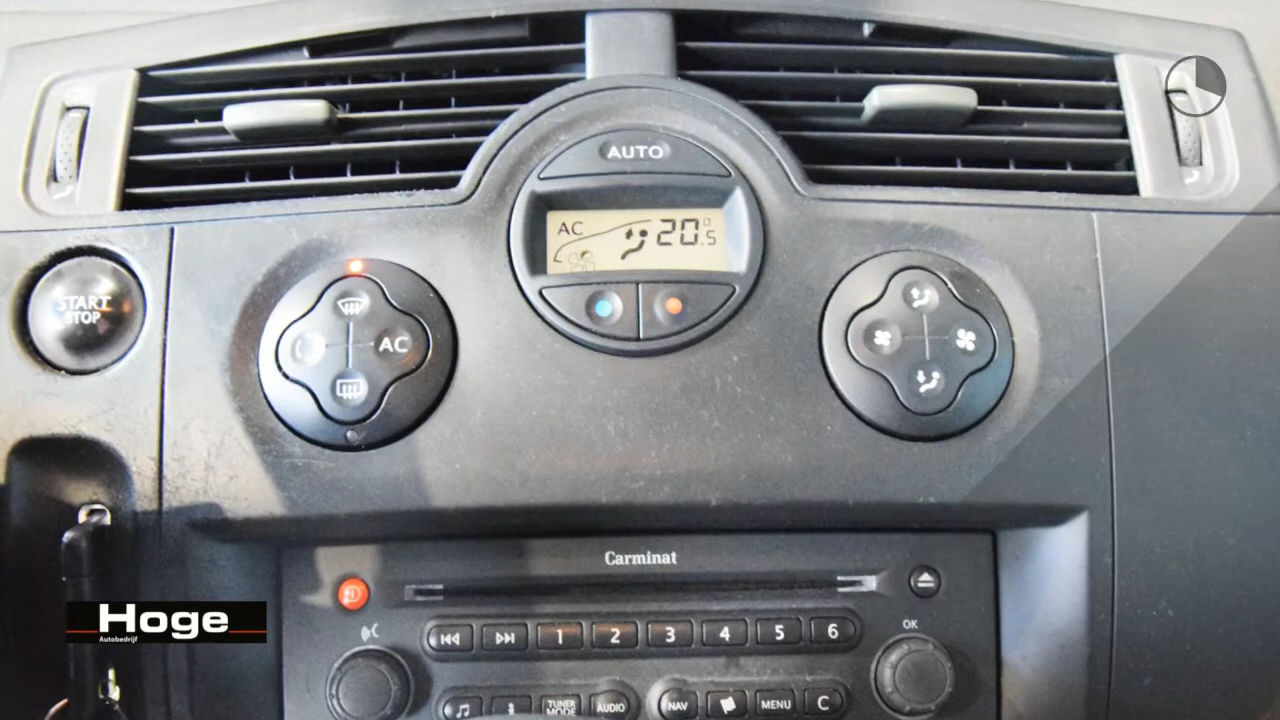 AUTO
AC
20.5
START
STOP
AC
Carminat
1 2 3 4 5 6
OK
TUNER
MODE
AUDIO
NAV
MENU
C
Hoge
Autobedrijf